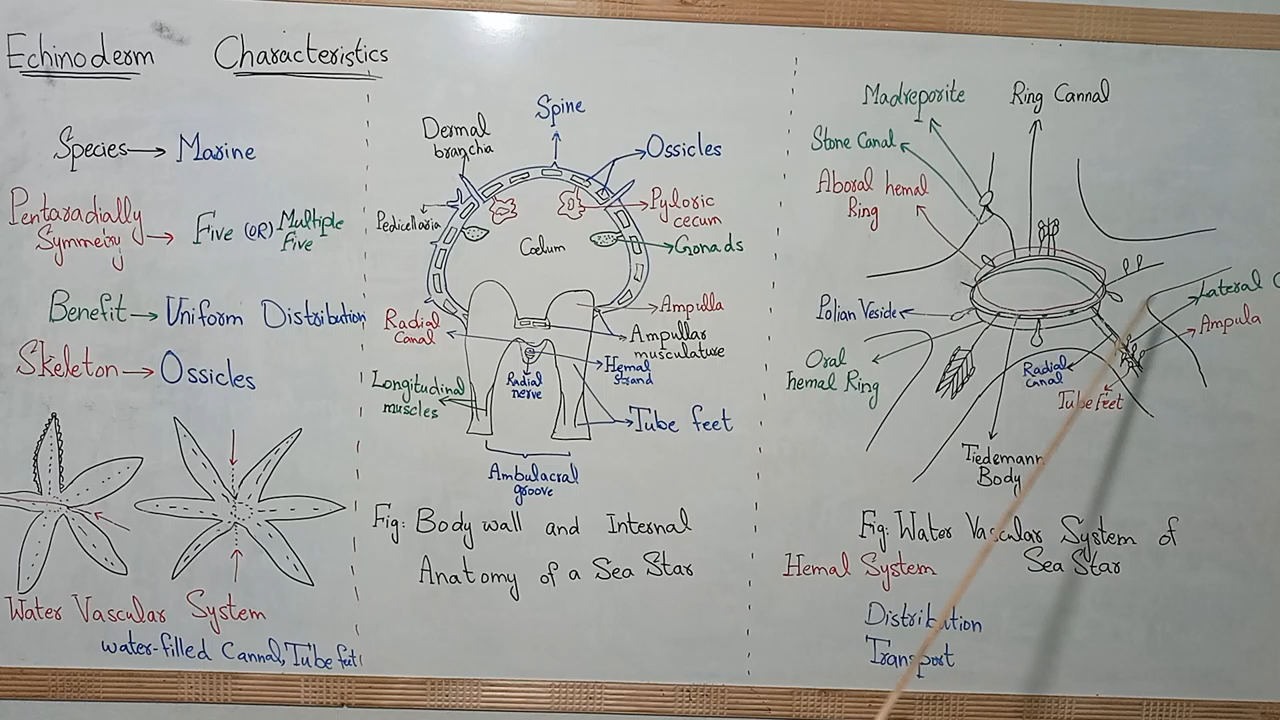 Echinoderm Characteristics
Species → Marine
Pentaradially
Symmetry → Five (OR) Multiple
Five
Benefit → Uniform Distribution
Skeleton → Ossicles
Water Vascular System
water-filled Cannal, Tube feet
Spine
Dermal
branchia
Ossicles
Pedicellaria
Pyloric
cecum
Coelum
Gonads
Ampulla
Radial
Canal
Ampullar
musculature
Hemal
Strand
Radial
nerve
Longitudinal
muscles
Tube feet
Ambulacral
groove
Fig: Body wall and Internal
Anatomy of a Sea Star
Madreporite
Ring Cannal
Stone Canal
Aboral hemal
Ring
Polian Veside
Lateral C
Ampula
Oral
hemal Ring
Radial
canal
Tube feet
Tiedemann
Body
Fig: Water Vascular System of
Sea Star
Hemal System
Distribution
Transport